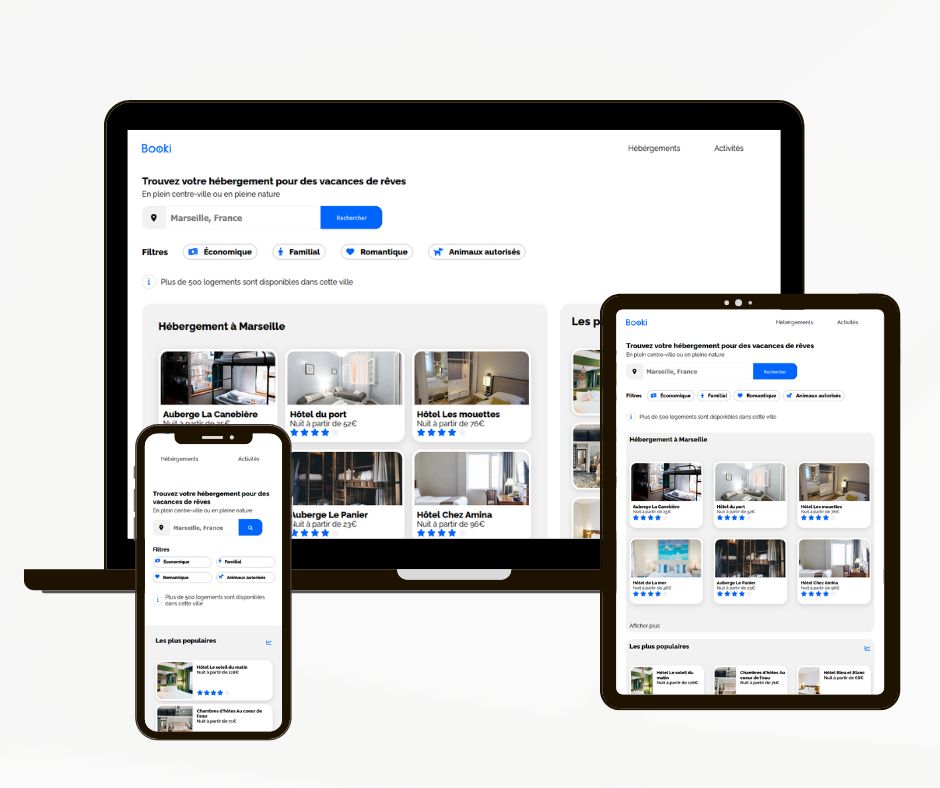 Booki
Hébergements
Activités
Trouvez votre hébergement pour des vacances de rêves
En plein centre-ville ou en pleine nature
Marseille, France
Rechercher
Filtres
Économique
Familial
Romantique
Animaux autorisés
Plus de 500 logements sont disponibles dans cette ville
Hébergement à Marseille
Les p
Auberge La Canebière
Nuit à partir de 25€
Hôtel du port
Nuit à partir de 52€
Hôtel Les mouettes
Nuit à partir de 76€
Auberge Le Panier
Nuit à partir de 23€
Hôtel Chez Amina
Nuit à partir de 96€
Hébergements
Activités
Trouvez votre hébergement pour des
vacances de rêves
En plein centre-ville ou en pleine nature
Marseille, France
Filtres
Économique
Familial
Romantique
Animaux autorisés
Plus de 500 logements sont disponibles
dans cette ville
Les plus populaires
Hôtel Le soleil du matin
Nuit à partir de 128€
Chambres d'hôtes Au coeur de
l'eau
Nuit à partir de 71€
Booki
Hébergements
Activités
Trouvez votre hébergement pour des vacances de rêves
En plein centre-ville ou en pleine nature
Marseille, France
Rechercher
Filtres
Économique
Familial
Romantique
Animaux autorisés
Plus de 500 logements sont disponibles dans cette ville
Hébergement à Marseille
Auberge La Canebière
Nuit à partir de 25€
Hôtel du port
Nuit à partir de 52€
Hôtel Les mouettes
Nuit à partir de 76€
Hôtel de La mer
Nuit à partir de 46€
Auberge Le Panier
Nuit à partir de 23€
Hôtel Chez Amina
Nuit à partir de 96€
Afficher plus
Les plus populaires
Hôtel Le soleil du
matin
Nuit à partir de 128€
Chambres d'hôtes Au
coeur de l'eau
Nuit à partir de 71€
Hôtel Bleu et Blanc
Nuit à partir de 68€